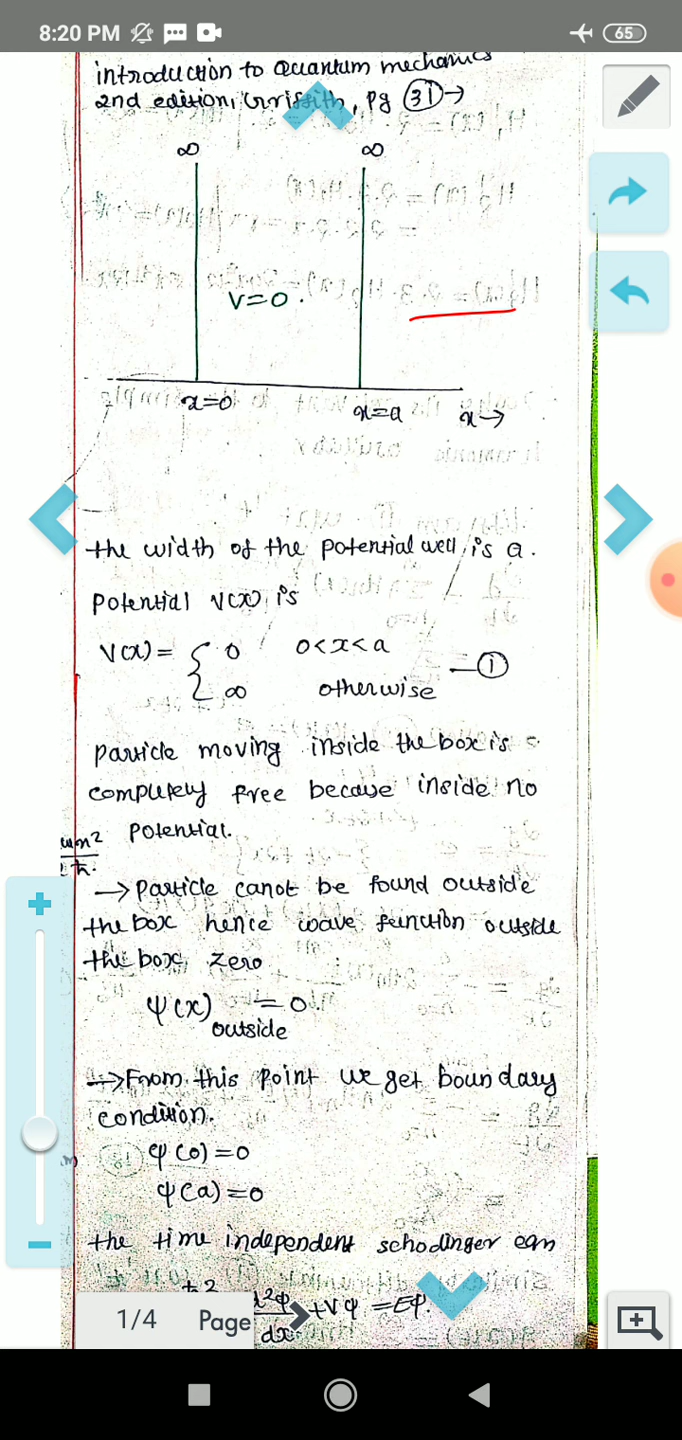 8:20 PM
65
introduction to Quantum mechanics
2nd edition, Griffith, pg 31 →
∞ ∞
V=0.
x=0
x=a x→
the width of the potential well is a.
Potential V(x) is
V(x) = { 0 0<x<a
∞ otherwise — ①
Particle moving inside the box is
completely free because inside no
Potential.
→ Particle canot be found outside
the box hence wave function outside
the box, zero
ψ(x) outside = 0
→ From this point we get boundary
condition.
ψ(0) = 0
ψ(a) = 0
the time independent schodinger eqn
+Vφ = Eφ.
dx
1/4 Page